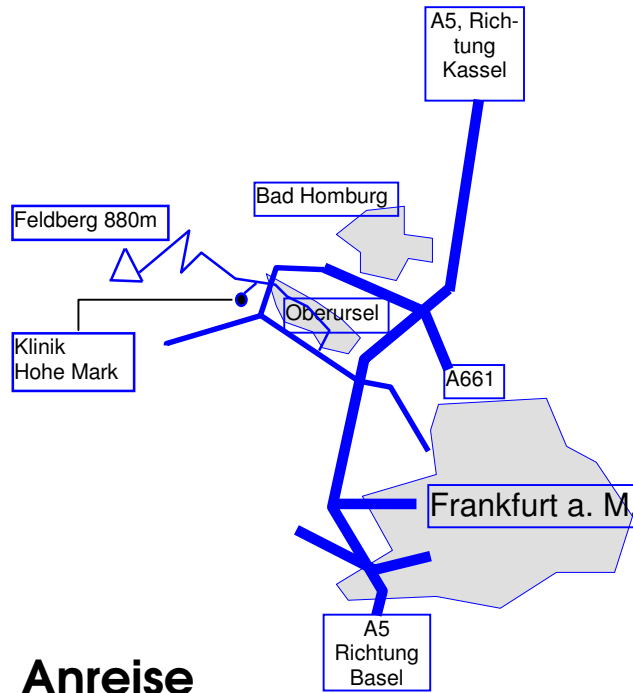 A5, Rich-
tung
Kassel
Bad Homburg
Feldberg 880m
Oberursel
Klinik
Hohe Mark
A661
Frankfurt a. M
A5
Richtung
Basel
Anreise